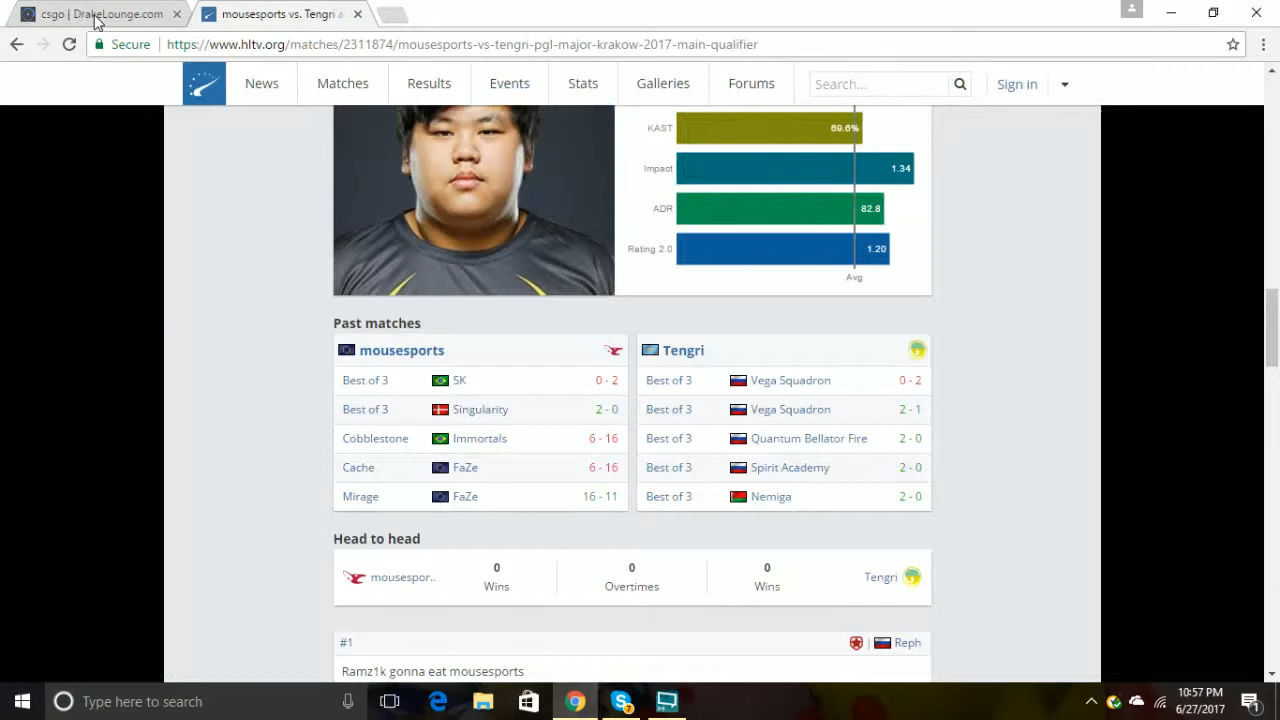 csgo | DrakeLounge.com
mousesports vs. Tengri a
Secure
https://www.hltv.org/matches/2311874/mousesports-vs-tengri-pgl-major-krakow-2017-main-qualifier
News
Matches
Results
Events
Stats
Galleries
Forums
Search...
Sign in
KAST 69.6%
Impact 1.34
ADR 82.8
Rating 2.0 1.20
Avg
Past matches
mousesports
Best of 3 SK 0 - 2
Best of 3 Singularity 2 - 0
Cobblestone Immortals 6 - 16
Cache FaZe 6 - 16
Mirage FaZe 16 - 11
Tengri
Best of 3 Vega Squadron 0 - 2
Best of 3 Vega Squadron 2 - 1
Best of 3 Quantum Bellator Fire 2 - 0
Best of 3 Spirit Academy 2 - 0
Best of 3 Nemiga 2 - 0
Head to head
mousespor..
0
Wins
0
Overtimes
0
Wins
Tengri
#1
Reph
Ramz1k gonna eat mousesports
Type here to search
10:57 PM
6/27/2017